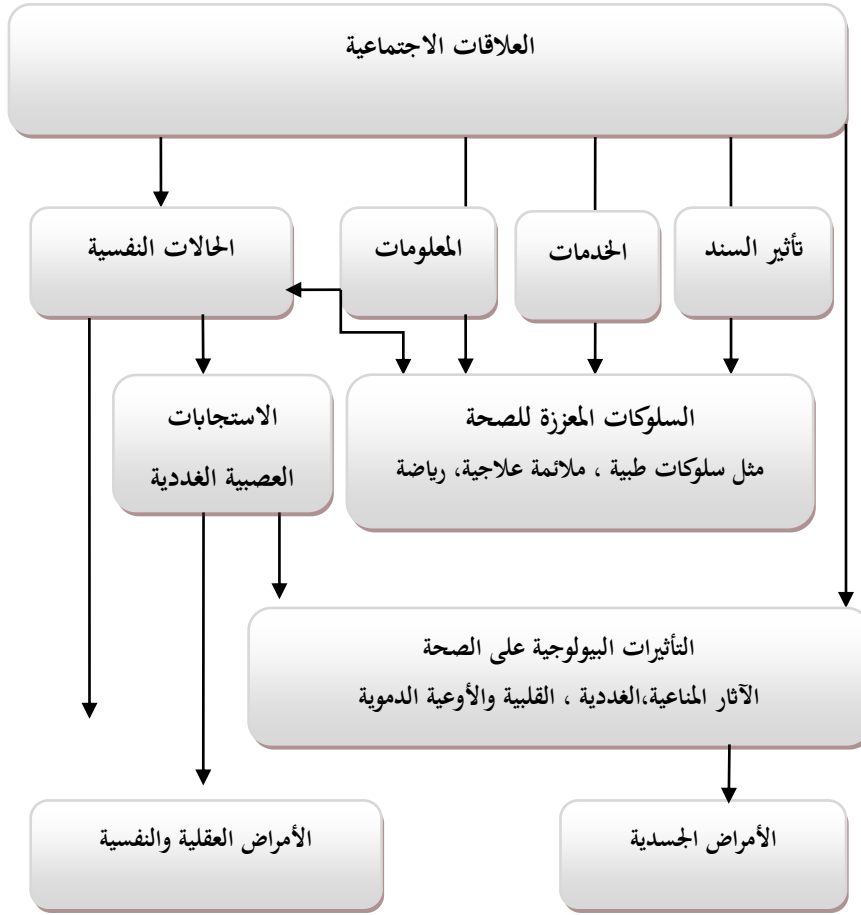 العلاقات الاجتماعية
تأثير السند
الخدمات
المعلومات
الحالات النفسية
السلوكات المعززة للصحة
مثل سلوكات طبية ، ملائمة علاجية، رياضة
الاستجابات
العصبية الغددية
التأثيرات البيولوجية على الصحة
الآثار المناعية،الغددية ، القلبية والأوعية الدموية
الأمراض الجسدية
الأمراض العقلية والنفسية